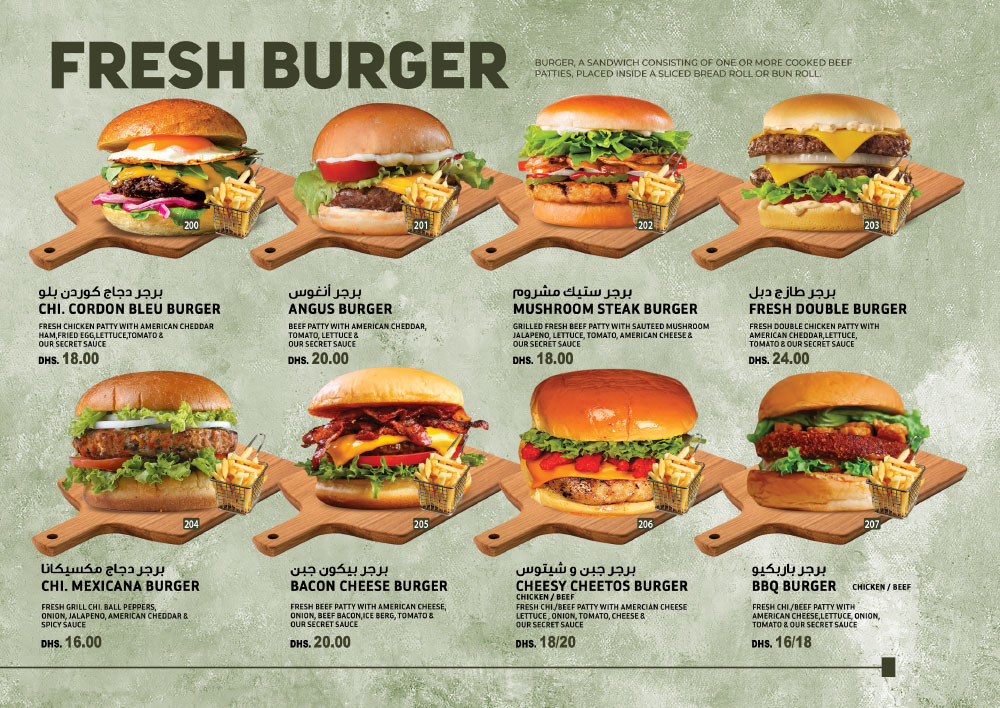 FRESH BURGER
BURGER, A SANDWICH CONSISTING OF ONE OR MORE COOKED BEEF
PATTIES, PLACED INSIDE A SLICED BREAD ROLL OR BUN ROLL.
200
برجر دجاج كوردن بلو
CHI. CORDON BLEU BURGER
FRESH CHICKEN PATTY WITH AMERICAN CHEDDAR
HAM,FRIED EGG,LETTUCE,TOMATO &
OUR SECRET SAUCE
DHS. 18.00
201
برجر أنغوس
ANGUS BURGER
BEEF PATTY WITH AMERICAN CHEDDAR,
TOMATO, LETTUCE &
OUR SECRET SAUCE
DHS. 20.00
202
برجر ستيك مشروم
MUSHROOM STEAK BURGER
GRILLED FRESH BEEF PATTY WITH SAUTEED MUSHROOM
JALAPENO, LETTUCE, TOMATO, AMERICAN CHEESE &
OUR SECRET SAUCE
DHS. 18.00
203
برجر طازج دبل
FRESH DOUBLE BURGER
FRESH DOUBLE CHICKEN PATTY WITH
AMERICAN CHEDDAR,LETTUCE,
TOMATO & OUR SECRET SAUCE
DHS. 24.00
204
برجر دجاج مكسيكانا
CHI. MEXICANA BURGER
FRESH GRILL CHI. BALL PEPPERS,
ONION, JALAPENO, AMERICAN CHEDDAR &
SPICY SAUCE
DHS. 16.00
205
برجر بيكون جبن
BACON CHEESE BURGER
FRESH BEEF PATTY WITH AMERICAN CHEESE,
ONION, BEEF BACON,ICE BERG, TOMATO &
OUR SECRET SAUCE
DHS. 20.00
206
برجر جبن و شيتوس
CHEESY CHEETOS BURGER
CHICKEN / BEEF
FRESH CHI./BEEF PATTY WITH AMERCIAN CHEESE
LETTUCE , ONION, TOMATO, CHEESE &
OUR SECRET SAUCE
DHS. 18/20
207
برجر باربكيو
BBQ BURGER CHICKEN / BEEF
FRESH CHI./BEEF PATTY WITH
AMERICAN CHEESE,LETTUCE, ONION,
TOMATO & OUR SECRET SAUCE
DHS. 16/18